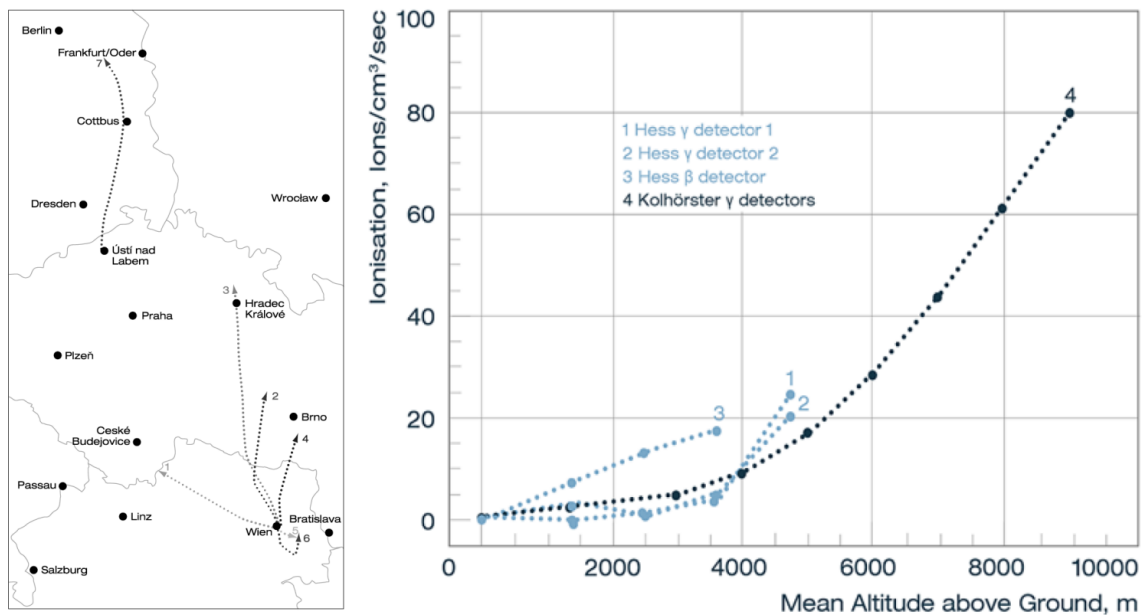 Berlin
Frankfurt/Oder
7
Cottbus
Dresden
Wrocław
Ústí nad
Labem
3
Hradec
Králové
Praha
Plzeň
2
Brno
4
České
Budejovice
1
Passau
Linz
Wien
5
6
Bratislava
Salzburg
Ionisation, Ions/cm³/sec
100
80
60
40
20
0
1 Hess γ detector 1
2 Hess γ detector 2
3 Hess β detector
4 Kolhörster γ detectors
4
1
2
3
0
2000
4000
6000
8000
10000
Mean Altitude above Ground, m